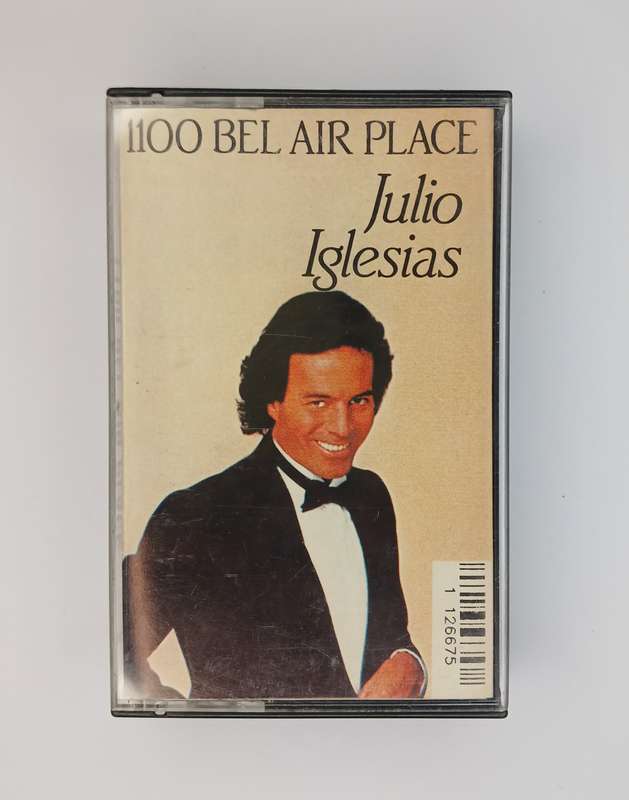 1100 BEL AIR PLACE
Julio
Iglesias
1 126675